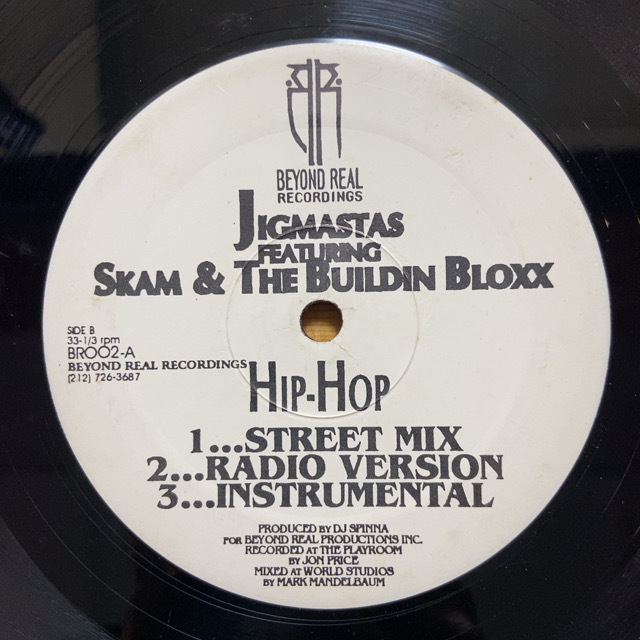 BEYOND REAL
RECORDINGS
JIGMASTAS
FEATURING
SKAM & THE BUILDIN BLOXX
SIDE B
33-1/3 rpm
BR002-A
BEYOND REAL RECORDINGS
(212) 726-3687
HIP-HOP
1...STREET MIX
2...RADIO VERSION
3...INSTRUMENTAL
PRODUCED BY DJ SPINNA
FOR BEYOND REAL PRODUCTIONS INC.
RECORDED AT THE PLAYROOM
BY JON PRICE
MIXED AT WORLD STUDIOS
BY MARK MANDELBAUM